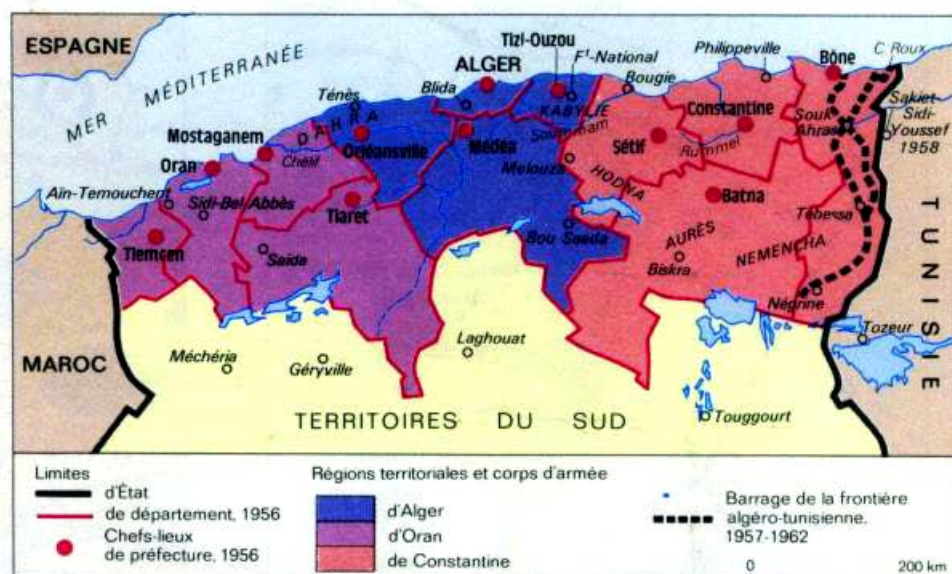 ESPAGNE
MER MÉDITERRANÉE
Tizi-Ouzou
Fᵗ-National
ALGER
Blida
Ténès
KABYLIE
Bougie
Philippeville
Bône
C Roux
DAHRA
Mostaganem
Oran
Chélif
Orléansville
Médéa
Soummam
Melouza
Sétif
Constantine
Rummel
Souk-
Ahras
Sakiet-
Sidi-
Youssef
1958
Aïn-Temouchent
Sidi-Bel-Abbès
Tlemcen
Tiaret
Saïda
Bou Saada
HODNA
Batna
AURÈS
Biskra
NEMENCHA
Tébessa
Négrine
Tozeur
TUNISIE
MAROC
Méchéria
Géryville
Laghouat
Touggourt
TERRITOIRES DU SUD
Limites
d'État
de département, 1956
Chefs-lieux
de préfecture, 1956
Régions territoriales et corps d'armée
d'Alger
d'Oran
de Constantine
Barrage de la frontière
algéro-tunisienne.
1957-1962
0 200 km